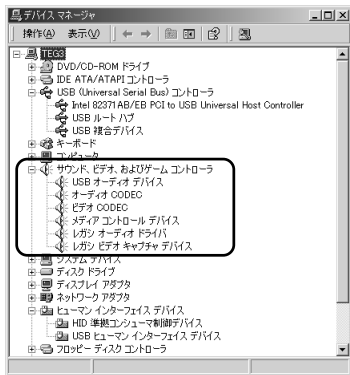 デバイス マネージャ
操作(A) 表示(V)
TEG3
DVD/CD-ROM ドライブ
IDE ATA/ATAPI コントローラ
USB (Universal Serial Bus) コントローラ
Intel 82371AB/EB PCI to USB Universal Host Controller
USB ルート ハブ
USB 複合デバイス
キーボード
コンピュータ
サウンド、ビデオ、およびゲーム コントローラ
USB オーディオ デバイス
オーディオ CODEC
ビデオ CODEC
メディア コントロール デバイス
レガシ オーディオ ドライバ
レガシ ビデオ キャプチャ デバイス
システム デバイス
ディスク ドライブ
ディスプレイ アダプタ
ネットワーク アダプタ
ヒューマン インターフェイス デバイス
HID 準拠コンシューマ制御デバイス
USB ヒューマン インターフェイス デバイス
フロッピー ディスク コントローラ